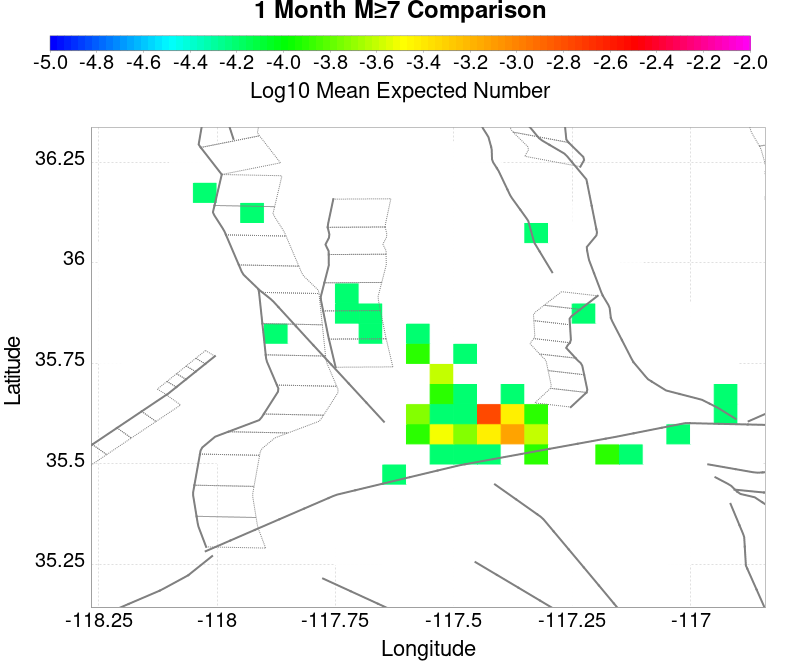 1 Month M≥7 Comparison
-5.0 -4.8 -4.6 -4.4 -4.2 -4.0 -3.8 -3.6 -3.4 -3.2 -3.0 -2.8 -2.6 -2.4 -2.2 -2.0
Log10 Mean Expected Number
36.25
36
35.75
35.5
35.25
Latitude
-118.25 -118 -117.75 -117.5 -117.25 -117
Longitude